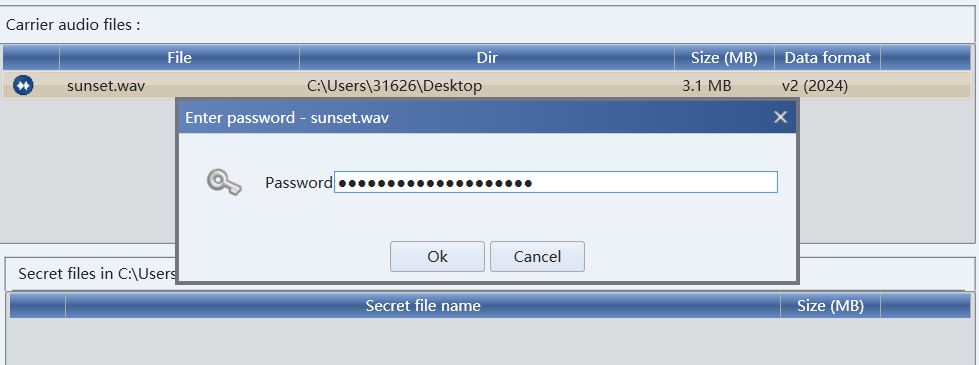 Carrier audio files :
File Dir Size (MB) Data format
sunset.wav C:\Users\31626\Desktop 3.1 MB v2 (2024)
Enter password - sunset.wav
Password ●●●●●●●●●●●●●●●●●●●●
Ok Cancel
Secret files in C:\Users
Secret file name Size (MB)